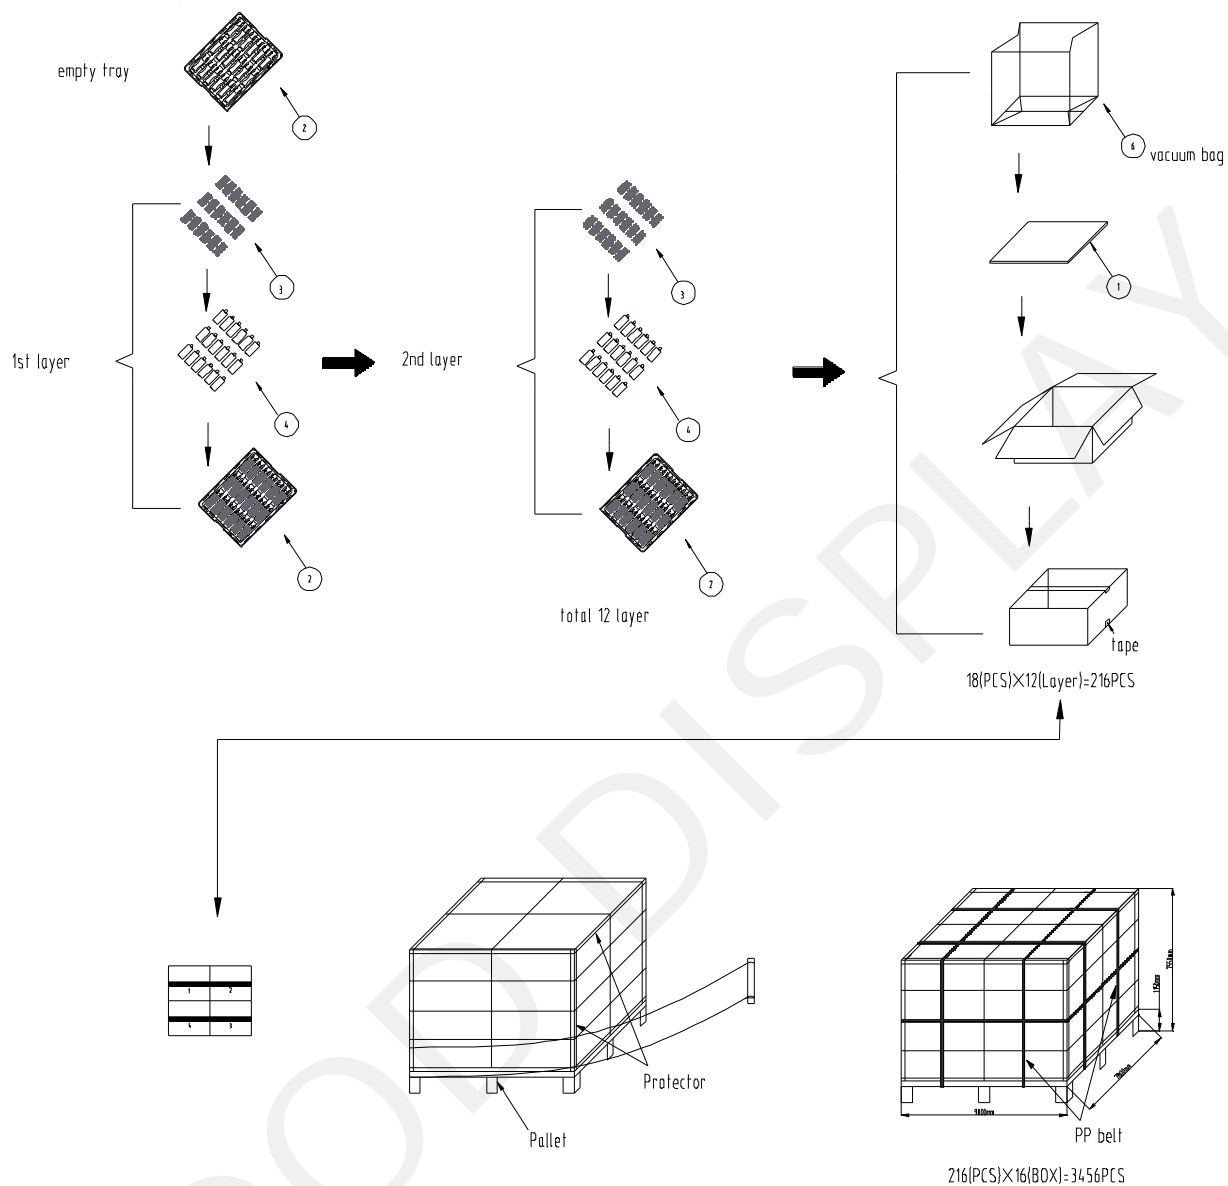 empty tray
2
6
vacuum bag
3
3
1
1st layer
2nd layer
4
4
2
2
total 12 layer
tape
18(PCS)×12(Layer)=216PCS
1 2
4 3
Protector
Pallet
PP belt
216(PCS)×16(BOX)=3456PCS
OOD DISPLAY